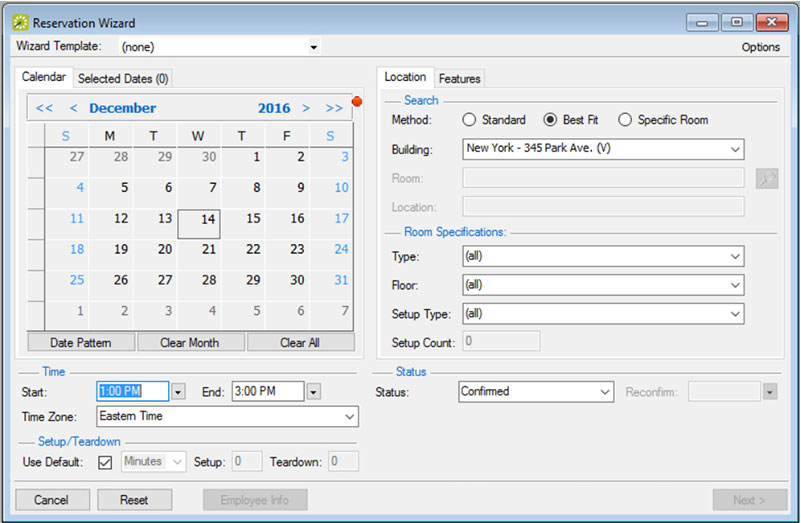 Reservation Wizard
Wizard Template: (none) Options
Calendar Selected Dates (0)
<< < December 2016 > >>
S M T W T F S
27 28 29 30 1 2 3
4 5 6 7 8 9 10
11 12 13 14 15 16 17
18 19 20 21 22 23 24
25 26 27 28 29 30 31
1 2 3 4 5 6 7
Date Pattern Clear Month Clear All
Location Features
Search
Method: Standard Best Fit Specific Room
Building: New York - 345 Park Ave. (V)
Room:
Location:
Room Specifications:
Type: (all)
Floor: (all)
Setup Type: (all)
Setup Count: 0
Time
Start: 1:00 PM End: 3:00 PM
Time Zone: Eastern Time
Setup/Teardown
Use Default: Minutes Setup: 0 Teardown: 0
Status
Status: Confirmed Reconfirm:
Cancel Reset Employee Info Next >